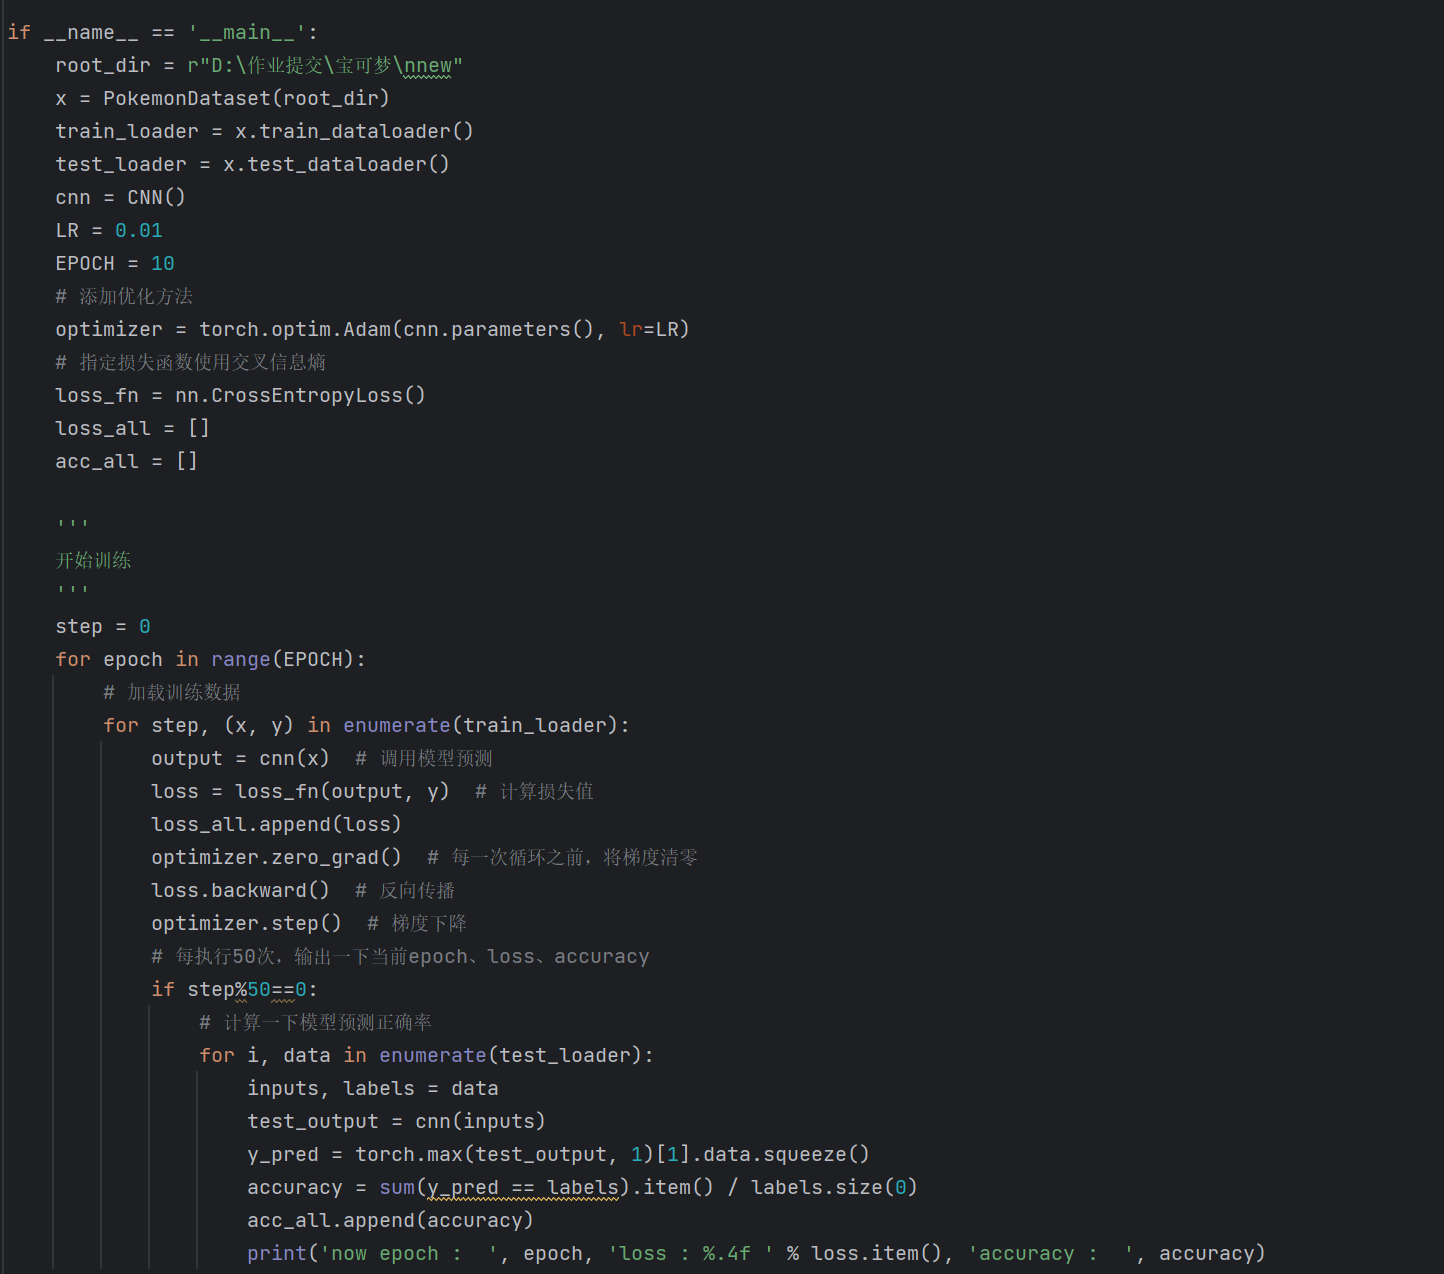 if __name__ == '__main__':
    root_dir = r"D:\作业提交\宝可梦\nnew"
    x = PokemonDataset(root_dir)
    train_loader = x.train_dataloader()
    test_loader = x.test_dataloader()
    cnn = CNN()
    LR = 0.01
    EPOCH = 10
    # 添加优化方法
    optimizer = torch.optim.Adam(cnn.parameters(), lr=LR)
    # 指定损失函数使用交叉信息熵
    loss_fn = nn.CrossEntropyLoss()
    loss_all = []
    acc_all = []
    '''
    开始训练
    '''
    step = 0
    for epoch in range(EPOCH):
        # 加载训练数据
        for step, (x, y) in enumerate(train_loader):
            output = cnn(x)  # 调用模型预测
            loss = loss_fn(output, y)  # 计算损失值
            loss_all.append(loss)
            optimizer.zero_grad()  # 每一次循环之前，将梯度清零
            loss.backward()  # 反向传播
            optimizer.step()  # 梯度下降
            # 每执行50次，输出一下当前epoch、loss、accuracy
            if step%50==0:
                # 计算一下模型预测正确率
                for i, data in enumerate(test_loader):
                    inputs, labels = data
                    test_output = cnn(inputs)
                    y_pred = torch.max(test_output, 1)[1].data.squeeze()
                    accuracy = sum(y_pred == labels).item() / labels.size(0)
                    acc_all.append(accuracy)
                    print('now epoch :  ', epoch, 'loss : %.4f ' % loss.item(), 'accuracy :  ', accuracy)